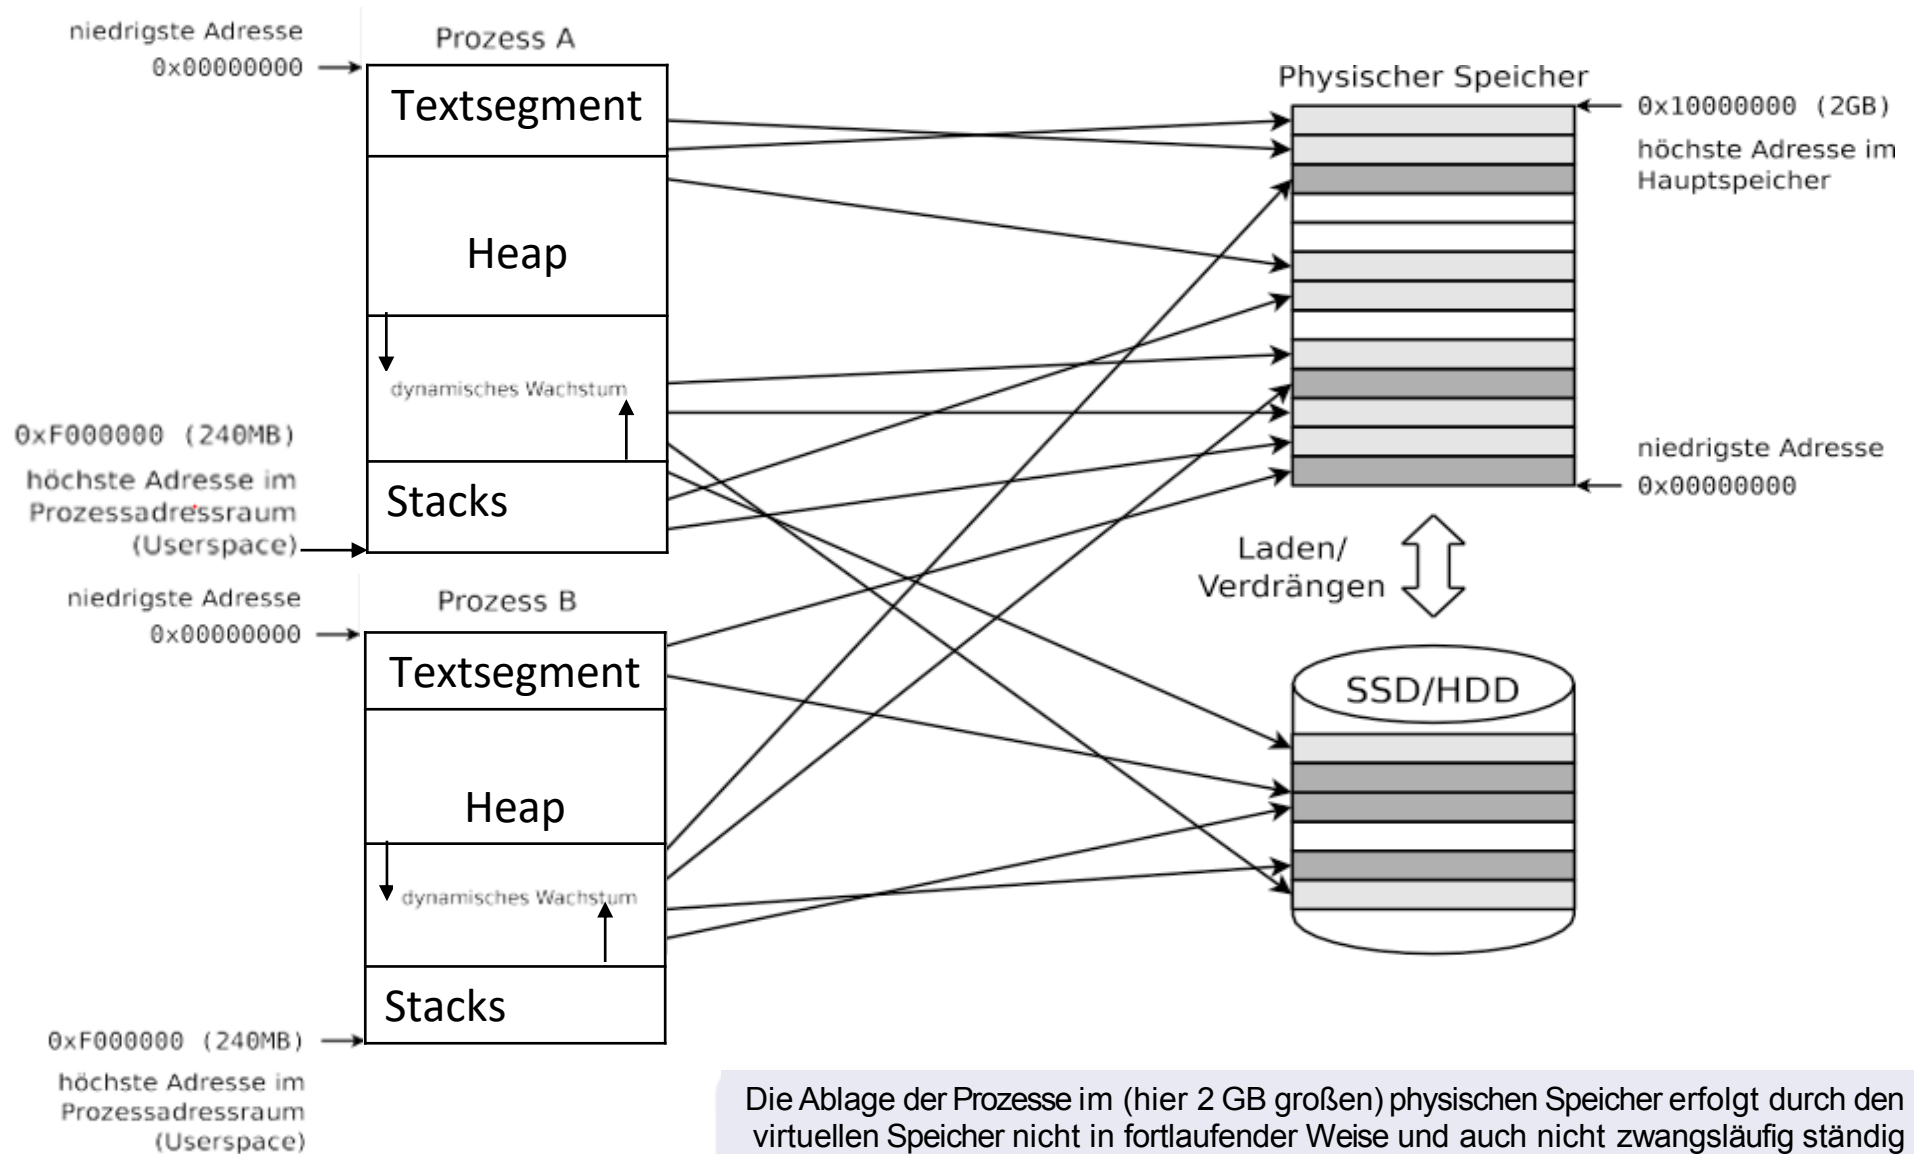 niedrigste Adresse
0x00000000
Prozess A
Textsegment
Heap
dynamisches Wachstum
0xF000000 (240MB)
höchste Adresse im
Prozessadressraum
(Userspace)
Stacks
niedrigste Adresse
0x00000000
Prozess B
Textsegment
Heap
dynamisches Wachstum
Stacks
0xF000000 (240MB)
höchste Adresse im
Prozessadressraum
(Userspace)
Physischer Speicher
0x10000000 (2GB)
höchste Adresse im
Hauptspeicher
niedrigste Adresse
0x00000000
Laden/
Verdrängen
SSD/HDD
Die Ablage der Prozesse im (hier 2 GB großen) physischen Speicher erfolgt durch den
virtuellen Speicher nicht in fortlaufender Weise und auch nicht zwangsläufig ständig